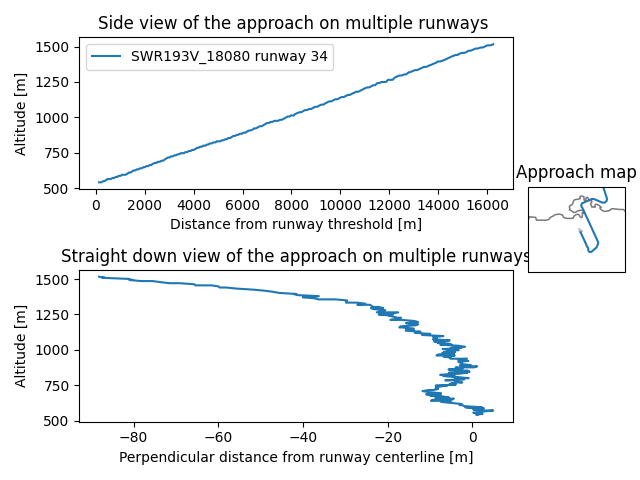 Side view of the approach on multiple runways
SWR193V_18080 runway 34
Altitude [m]
1500
1250
1000
750
500
0 2000 4000 6000 8000 10000 12000 14000 16000
Distance from runway threshold [m]
Approach map
Straight down view of the approach on multiple runways
Altitude [m]
1500
1250
1000
750
500
−80 −60 −40 −20 0
Perpendicular distance from runway centerline [m]